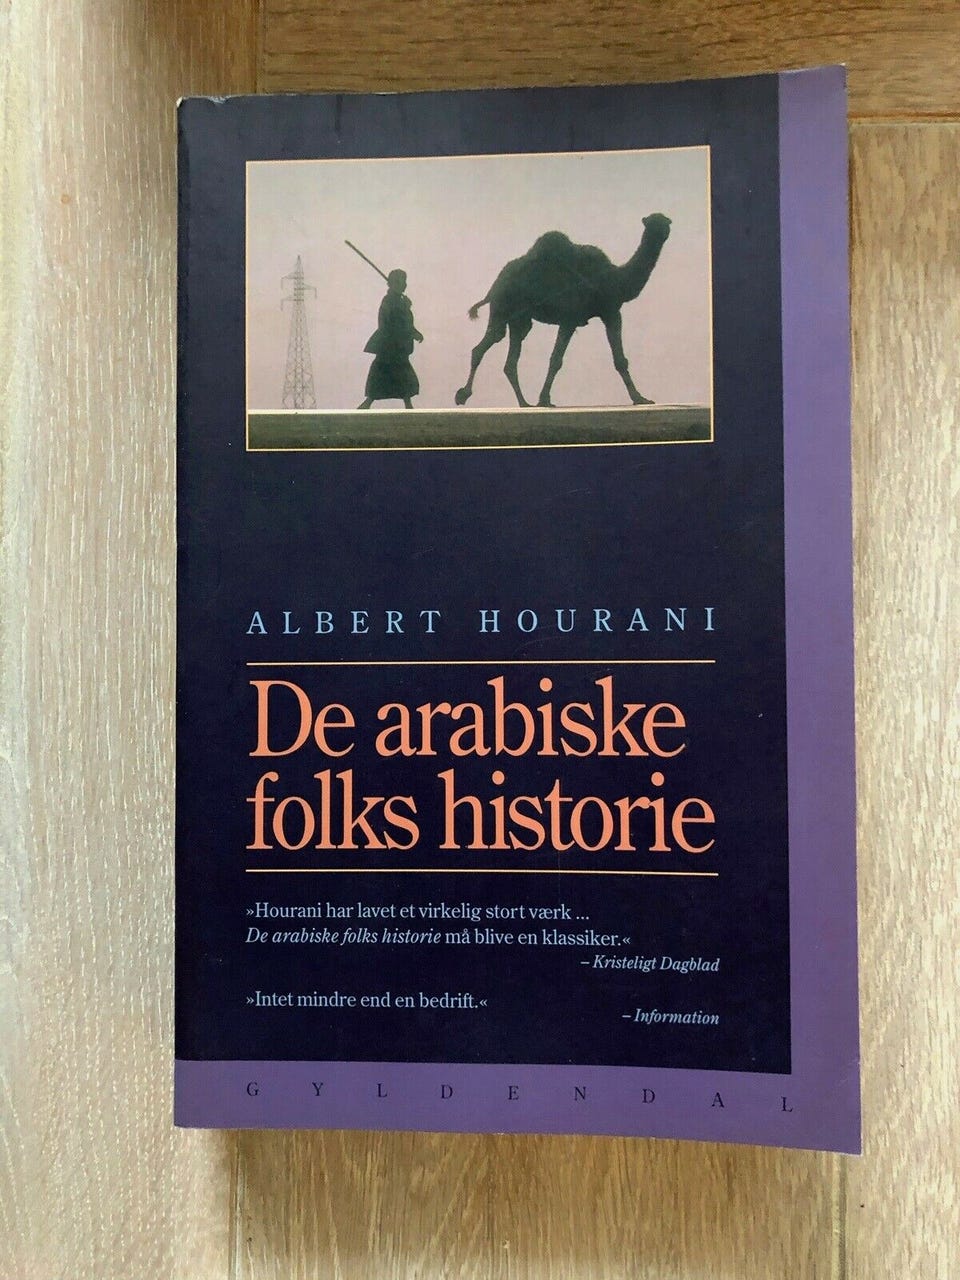 ALBERT HOURANI
De arabiske
folks historie
»Hourani har lavet et virkelig stort værk ...
De arabiske folks historie må blive en klassiker.«
– Kristeligt Dagblad
»Intet mindre end en bedrift.«
– Information
GYLDENDAL